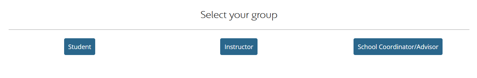 Select your group
Student
Instructor
School Coordinator/Advisor